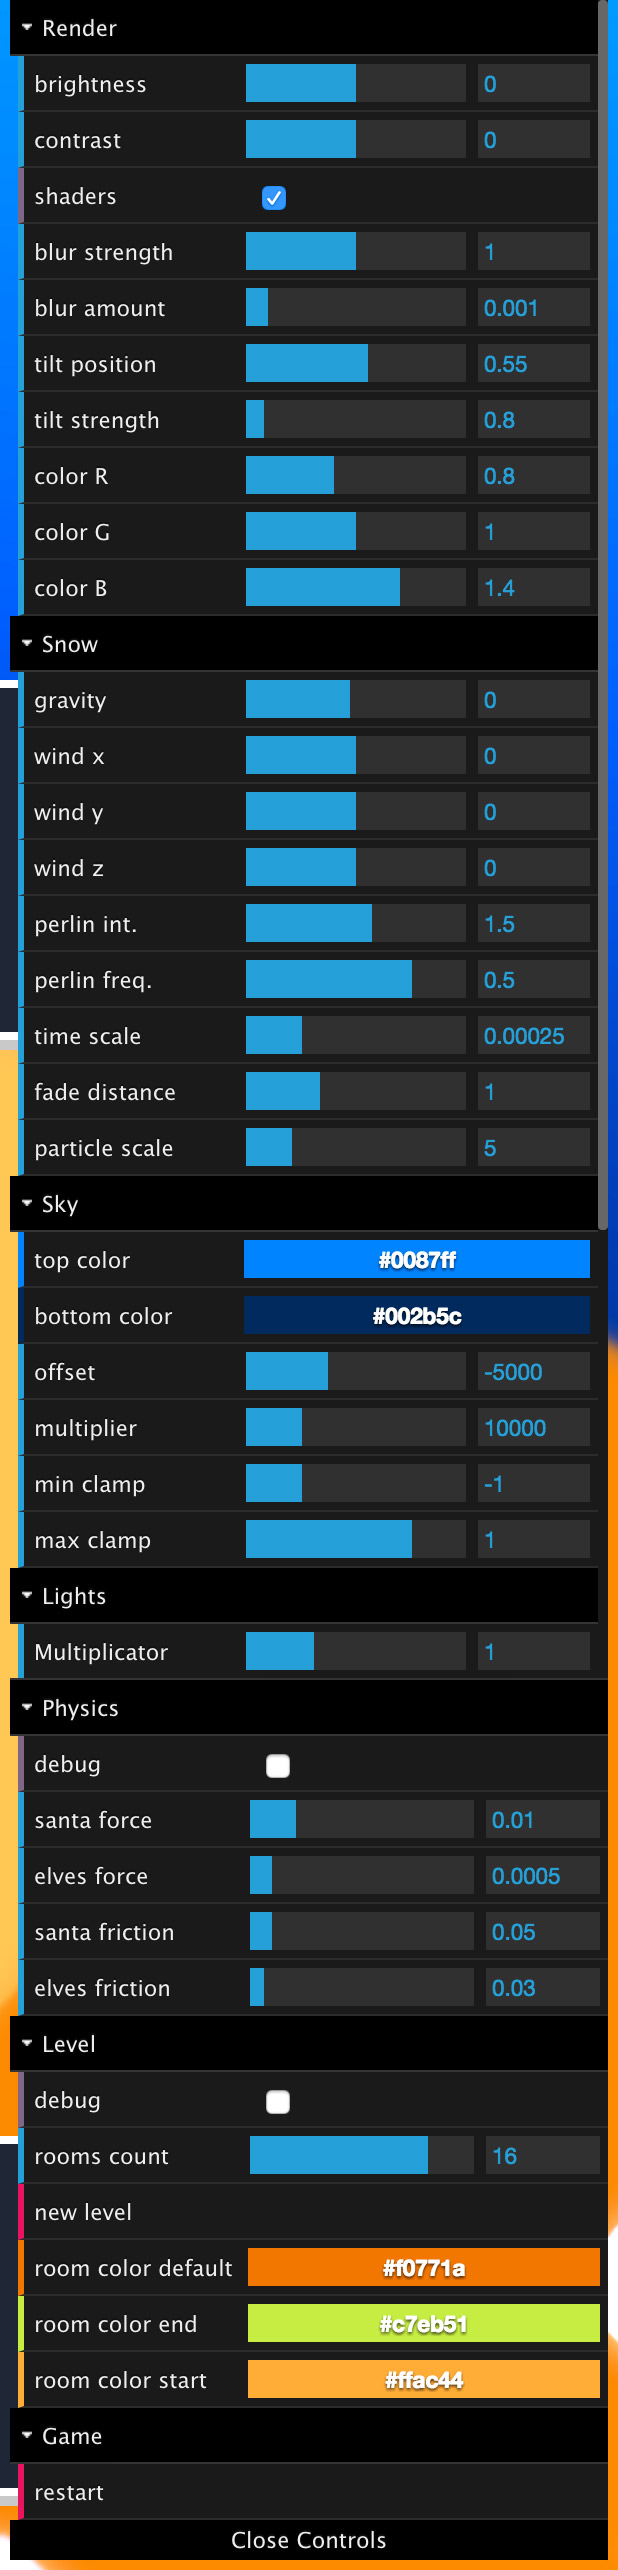 Render
brightness 0
contrast 0
shaders
blur strength 1
blur amount 0.001
tilt position 0.55
tilt strength 0.8
color R 0.8
color G 1
color B 1.4
Snow
gravity 0
wind x 0
wind y 0
wind z 0
perlin int. 1.5
perlin freq. 0.5
time scale 0.00025
fade distance 1
particle scale 5
Sky
top color #0087ff
bottom color #002b5c
offset -5000
multiplier 10000
min clamp -1
max clamp 1
Lights
Multiplicator 1
Physics
debug
santa force 0.01
elves force 0.0005
santa friction 0.05
elves friction 0.03
Level
debug
rooms count 16
new level
room color default #f0771a
room color end #c7eb51
room color start #ffac44
Game
restart
Close Controls